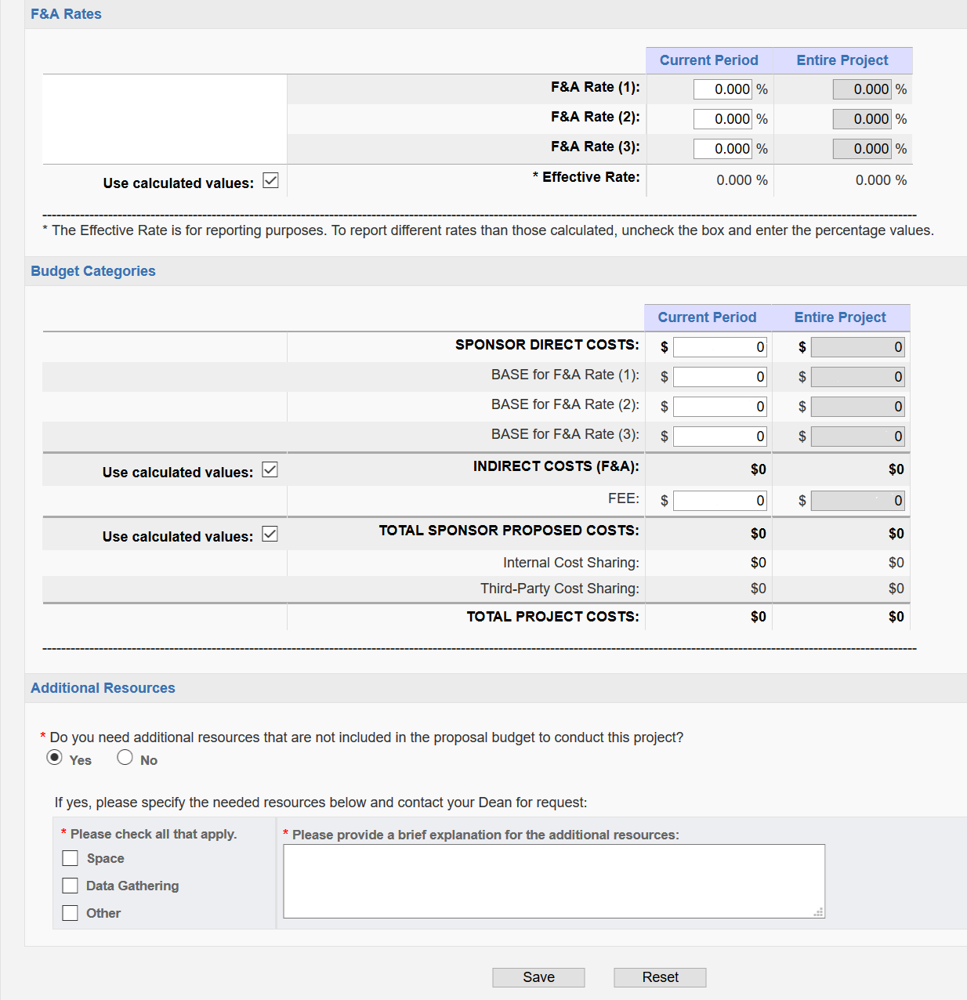 F&A Rates
Current Period Entire Project
F&A Rate (1): 0.000 % 0.000 %
F&A Rate (2): 0.000 % 0.000 %
F&A Rate (3): 0.000 % 0.000 %
Use calculated values: * Effective Rate: 0.000 % 0.000 %
* The Effective Rate is for reporting purposes. To report different rates than those calculated, uncheck the box and enter the percentage values.
Budget Categories
Current Period Entire Project
SPONSOR DIRECT COSTS: $ 0 $ 0
BASE for F&A Rate (1): $ 0 $ 0
BASE for F&A Rate (2): $ 0 $ 0
BASE for F&A Rate (3): $ 0 $ 0
Use calculated values: INDIRECT COSTS (F&A): $0 $0
FEE: $ 0 $ 0
Use calculated values: TOTAL SPONSOR PROPOSED COSTS: $0 $0
Internal Cost Sharing: $0 $0
Third-Party Cost Sharing: $0 $0
TOTAL PROJECT COSTS: $0 $0
Additional Resources
* Do you need additional resources that are not included in the proposal budget to conduct this project?
Yes No
If yes, please specify the needed resources below and contact your Dean for request:
* Please check all that apply. * Please provide a brief explanation for the additional resources:
Space
Data Gathering
Other
Save Reset